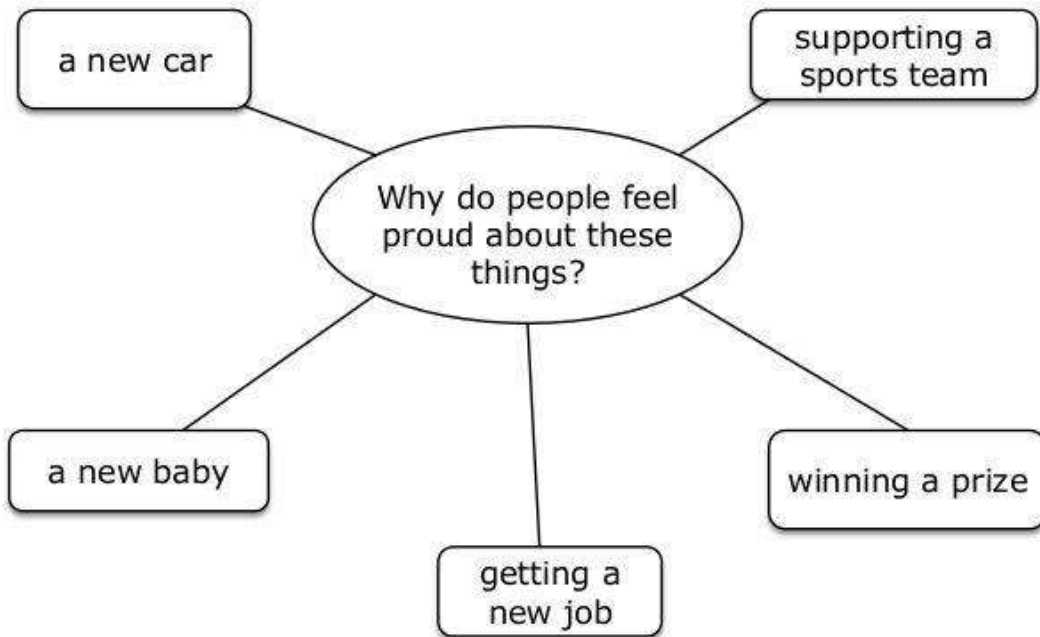 a new car
supporting a
sports team
Why do people feel
proud about these
things?
a new baby
winning a prize
getting a
new job